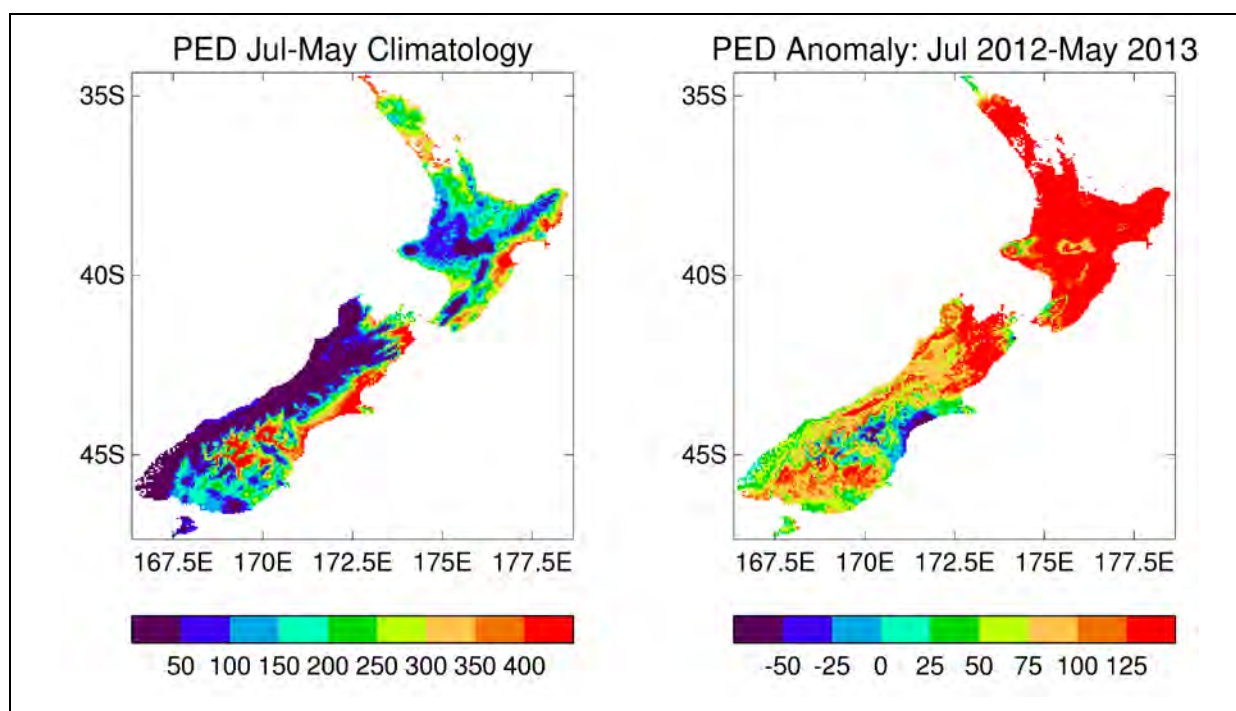 PED Jul-May Climatology
35S
40S
45S
167.5E 170E 172.5E 175E 177.5E
50 100 150 200 250 300 350 400
PED Anomaly: Jul 2012-May 2013
35S
40S
45S
167.5E 170E 172.5E 175E 177.5E
-50 -25 0 25 50 75 100 125